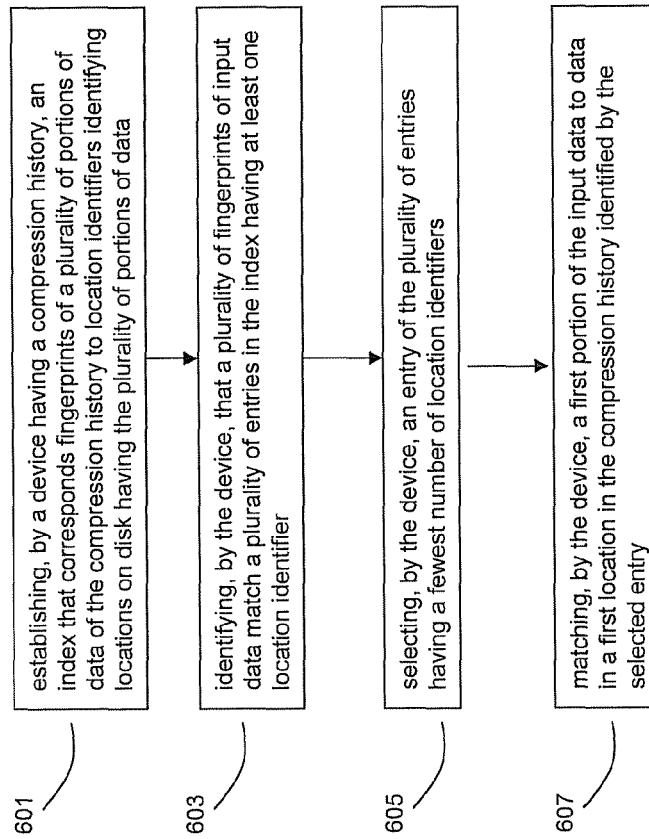 601
establishing, by a device having a compression history, an
index that corresponds fingerprints of a plurality of portions of
data of the compression history to location identifiers identifying
locations on disk having the plurality of portions of data
603
identifying, by the device, that a plurality of fingerprints of input
data match a plurality of entries in the index having at least one
location identifier
605
selecting, by the device, an entry of the plurality of entries
having a fewest number of location identifiers
607
matching, by the device, a first portion of the input data to data
in a first location in the compression history identified by the
selected entry